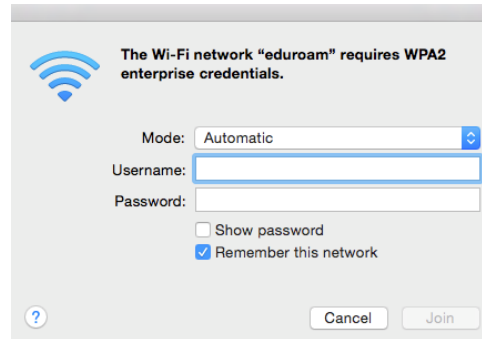 The Wi-Fi network “eduroam” requires WPA2
enterprise credentials.
Mode: Automatic
Username:
Password:
Show password
Remember this network
? Cancel Join